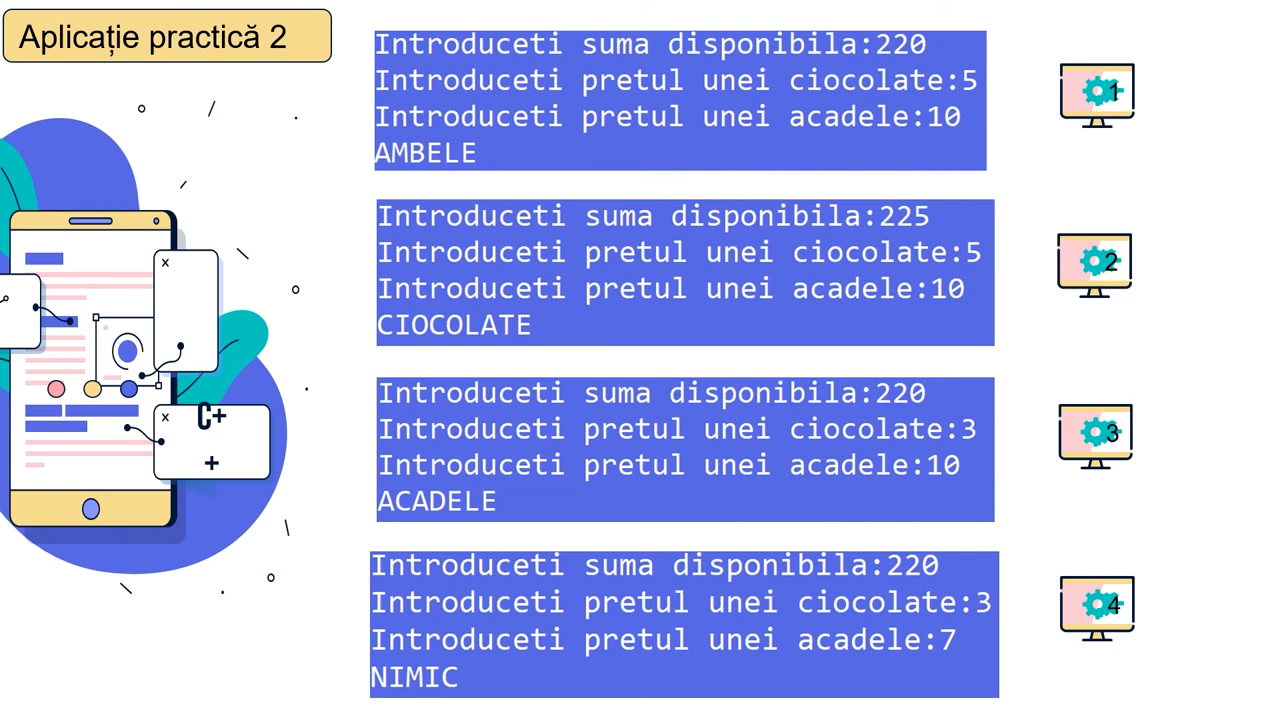 Aplicație practică 2
Introduceti suma disponibila:220
Introduceti pretul unei ciocolate:5
Introduceti pretul unei acadele:10
AMBELE
1
Introduceti suma disponibila:225
Introduceti pretul unei ciocolate:5
Introduceti pretul unei acadele:10
CIOCOLATE
2
Introduceti suma disponibila:220
Introduceti pretul unei ciocolate:3
Introduceti pretul unei acadele:10
ACADELE
3
Introduceti suma disponibila:220
Introduceti pretul unei ciocolate:3
Introduceti pretul unei acadele:7
NIMIC
4
x
x
C+
+